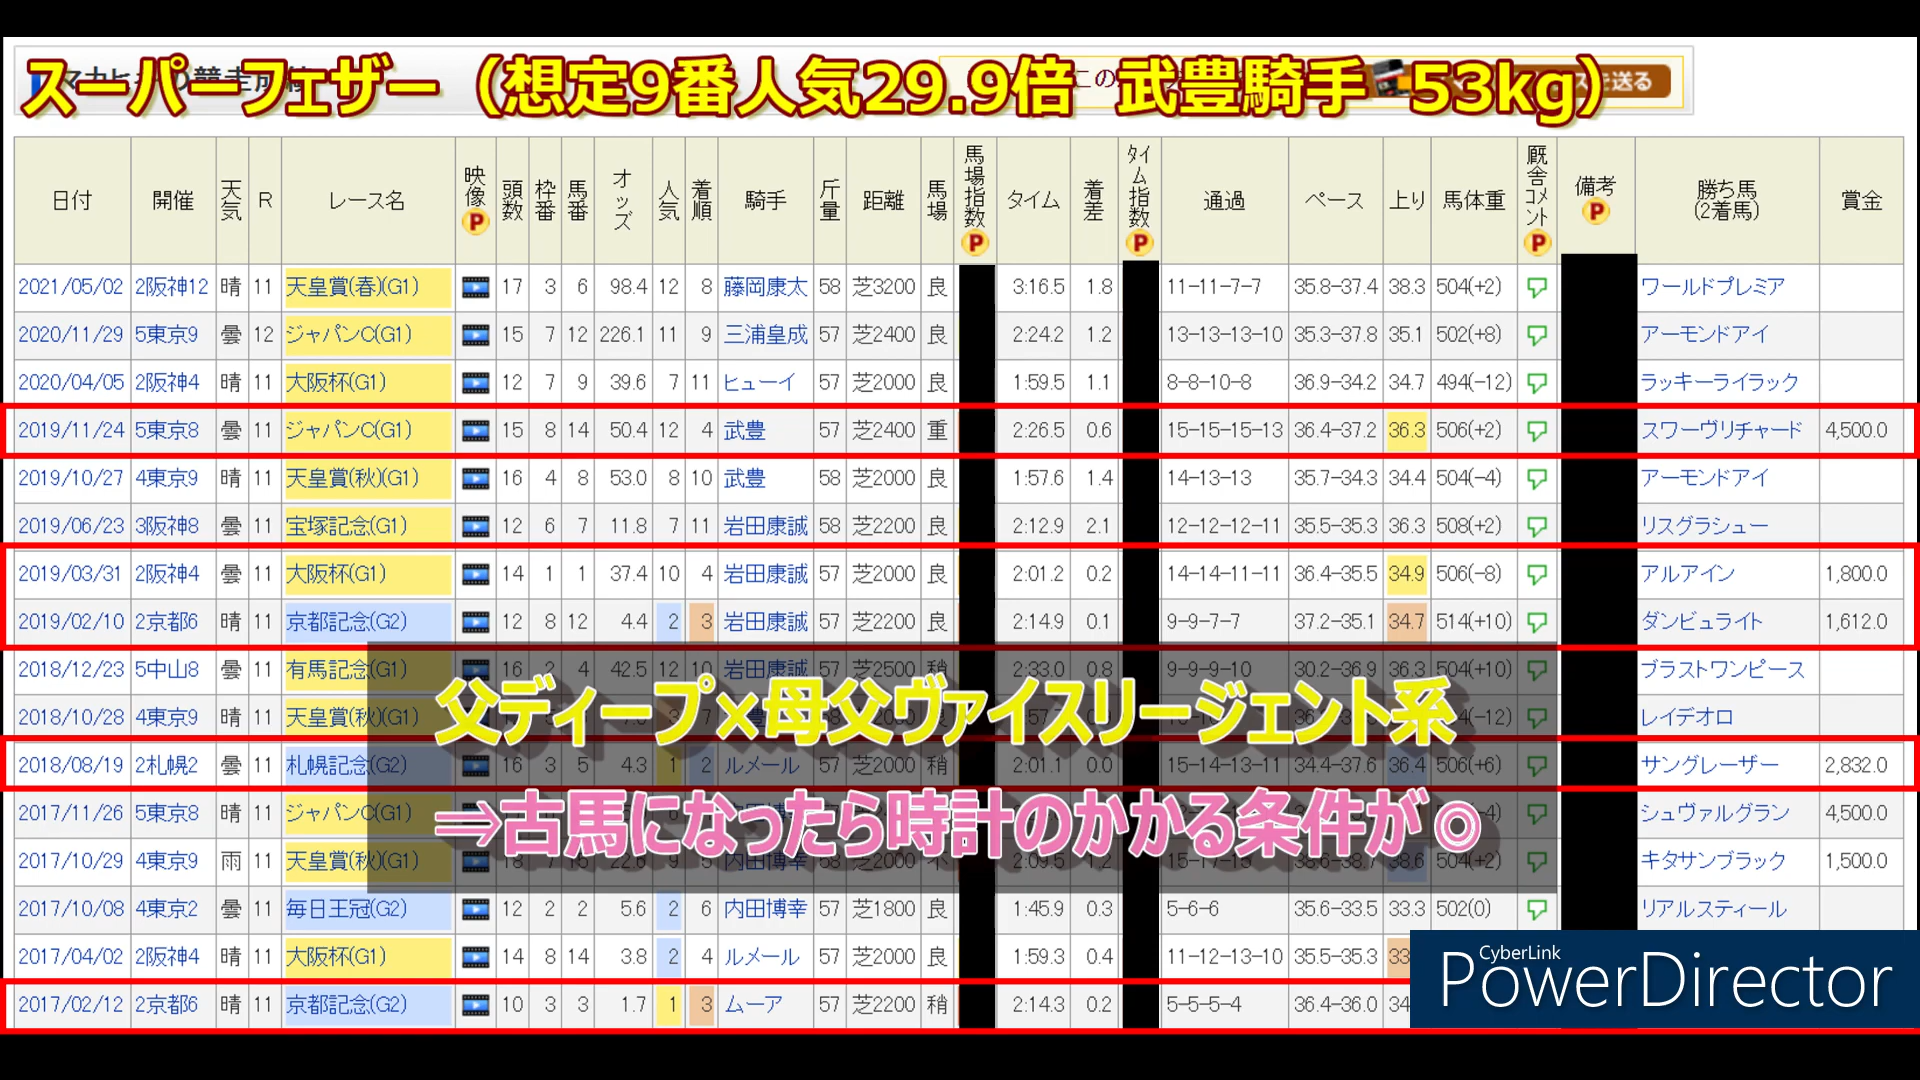 スーパーフェザー（想定9番人気29.9倍　武豊騎手　53kg）
日付 開催 天気 R レース名 映像 頭数 枠番 馬番 オッズ 人気 着順 騎手 斤量 距離 馬場 馬場指数 タイム 着差 タイム指数 通過 ペース 上り 馬体重 厩舎コメント 備考 勝ち馬(2着馬) 賞金
2021/05/02 2阪神12 晴 11 天皇賞(春)(G1) 17 3 6 98.4 12 8 藤岡康太 58 芝3200 良 3:16.5 1.8 11-11-7-7 35.8-37.4 38.3 504(+2) ワールドプレミア
2020/11/29 5東京9 曇 12 ジャパンC(G1) 15 7 12 226.1 11 9 三浦皇成 57 芝2400 良 2:24.2 1.2 13-13-13-10 35.3-37.8 35.1 502(+8) アーモンドアイ
2020/04/05 2阪神4 晴 11 大阪杯(G1) 12 7 9 39.6 7 11 ヒューイ 57 芝2000 良 1:59.5 1.1 8-8-10-8 36.9-34.2 34.7 494(-12) ラッキーライラック
2019/11/24 5東京8 曇 11 ジャパンC(G1) 15 8 14 50.4 12 4 武豊 57 芝2400 重 2:26.5 0.6 15-15-15-13 36.4-37.2 36.3 506(+2) スワーヴリチャード 4,500.0
2019/10/27 4東京9 晴 11 天皇賞(秋)(G1) 16 4 8 53.0 8 10 武豊 58 芝2000 良 1:57.6 1.4 14-13-13 35.7-34.3 34.4 504(-4) アーモンドアイ
2019/06/23 3阪神8 曇 11 宝塚記念(G1) 12 6 7 11.8 7 11 岩田康誠 58 芝2200 良 2:12.9 2.1 12-12-12-11 35.5-35.3 36.3 508(+2) リスグラシュー
2019/03/31 2阪神4 曇 11 大阪杯(G1) 14 1 1 37.4 10 4 岩田康誠 57 芝2000 良 2:01.2 0.2 14-14-11-11 36.4-35.5 34.9 506(-8) アルアイン 1,800.0
2019/02/10 2京都6 晴 11 京都記念(G2) 12 8 12 4.4 2 3 岩田康誠 57 芝2200 良 2:14.9 0.1 9-9-7-7 37.2-35.1 34.7 514(+10) ダンビュライト 1,612.0
2018/12/23 5中山8 曇 11 有馬記念(G1) 16 2 4 42.5 12 10 岩田康誠 57 芝2500 稍 2:33.0 0.8 9-9-9-10 30.2-36.9 36.3 504(+10) ブラストワンピース
2018/10/28 4東京9 晴 11 天皇賞(秋)(G1) レイデオロ
父ディープ×母父ヴァイスリージェント系
2018/08/19 2札幌2 曇 11 札幌記念(G2) 16 3 5 4.3 1 2 ルメール 57 芝2000 稍 2:01.1 0.0 15-14-13-11 34.4-37.6 36.4 506(+6) サングレーザー 2,832.0
2017/11/26 5東京8 晴 11 ジャパンC(G1) シュヴァルグラン 4,500.0
⇒古馬になったら時計のかかる条件が◎
2017/10/29 4東京9 雨 11 天皇賞(秋)(G1) 内田博幸 キタサンブラック 1,500.0
2017/10/08 4東京2 曇 11 毎日王冠(G2) 12 2 2 5.6 2 6 内田博幸 57 芝1800 良 1:45.9 0.3 5-6-6 35.6-33.5 33.3 502(0) リアルスティール
2017/04/02 2阪神4 晴 11 大阪杯(G1) 14 8 14 3.8 2 4 ルメール 57 芝2000 良 1:59.3 0.4 11-12-13-10 35.5-35.3
2017/02/12 2京都6 晴 11 京都記念(G2) 10 3 3 1.7 1 3 ムーア 57 芝2200 稍 2:14.3 0.2 5-5-5-4 36.4-36.0
CyberLink
PowerDirector